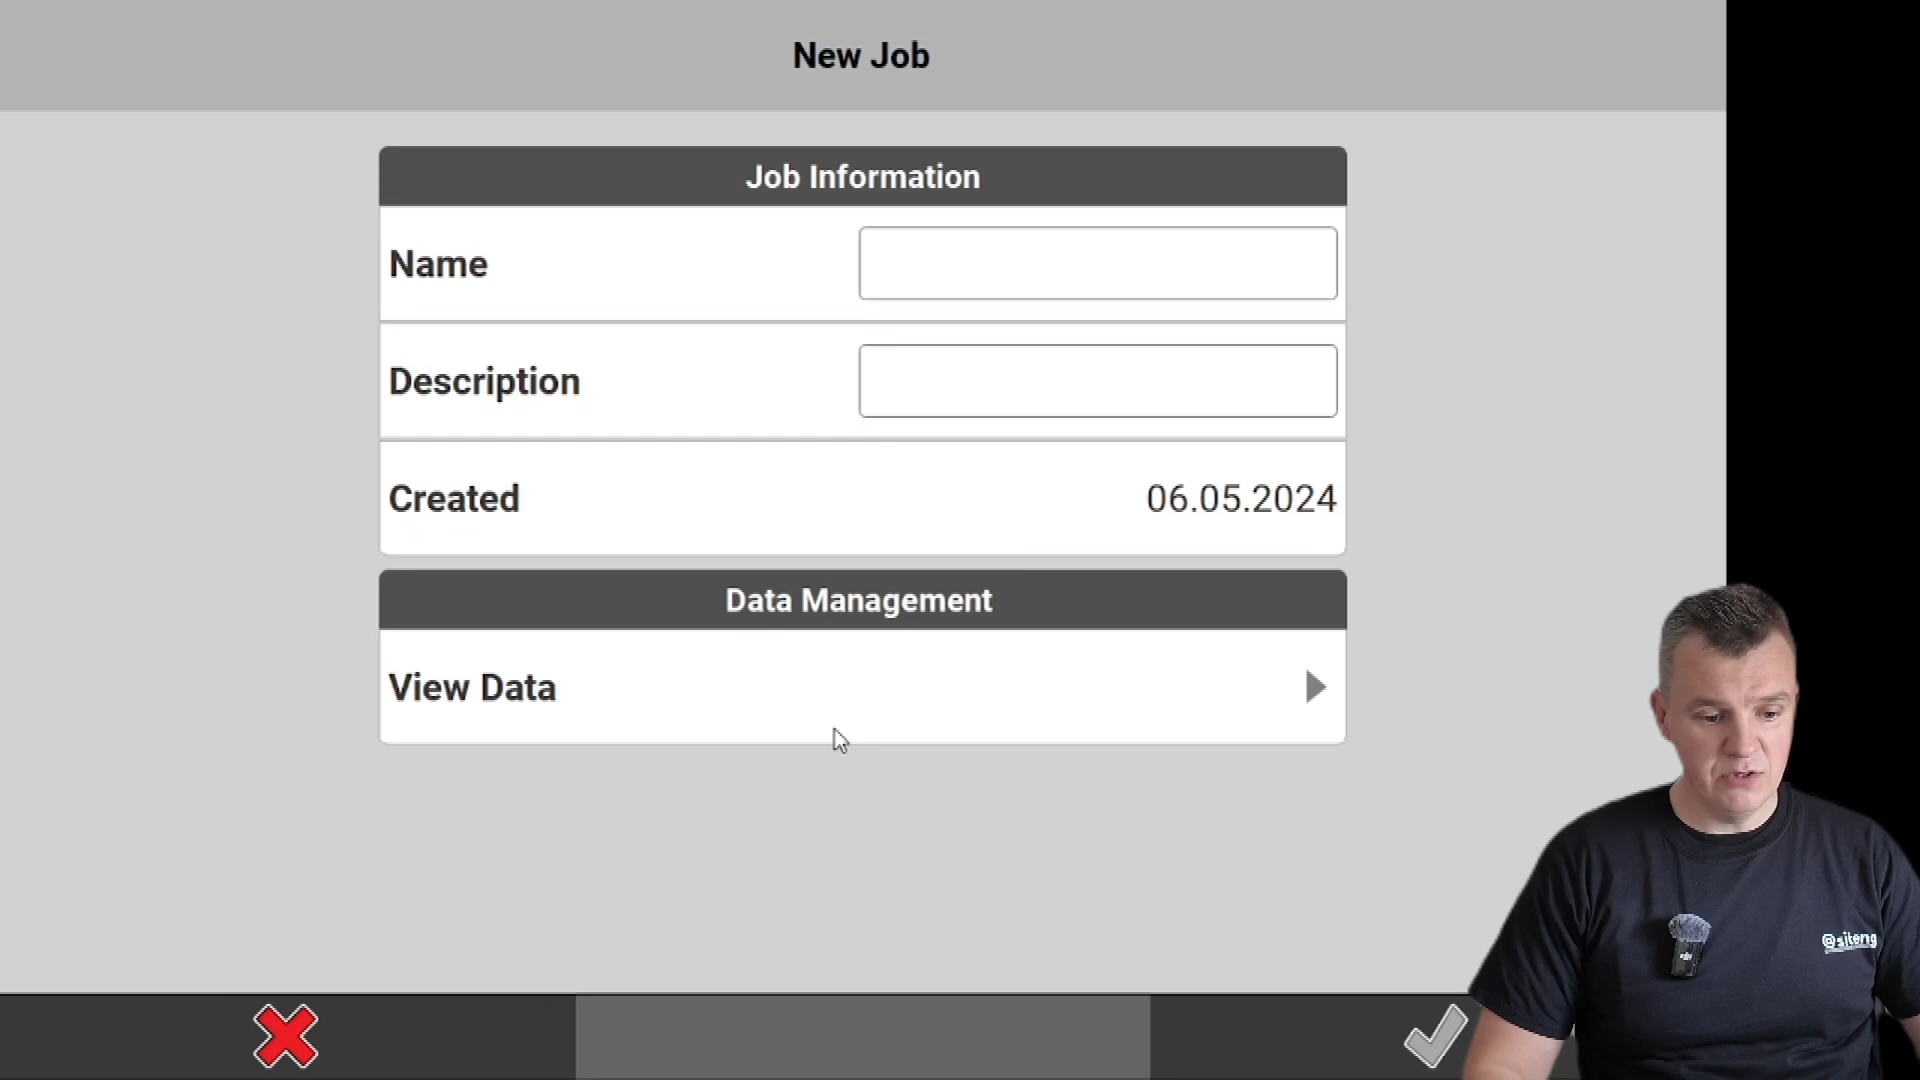 New Job
Job Information
Name
Description
Created
06.05.2024
Data Management
View Data
@siteng